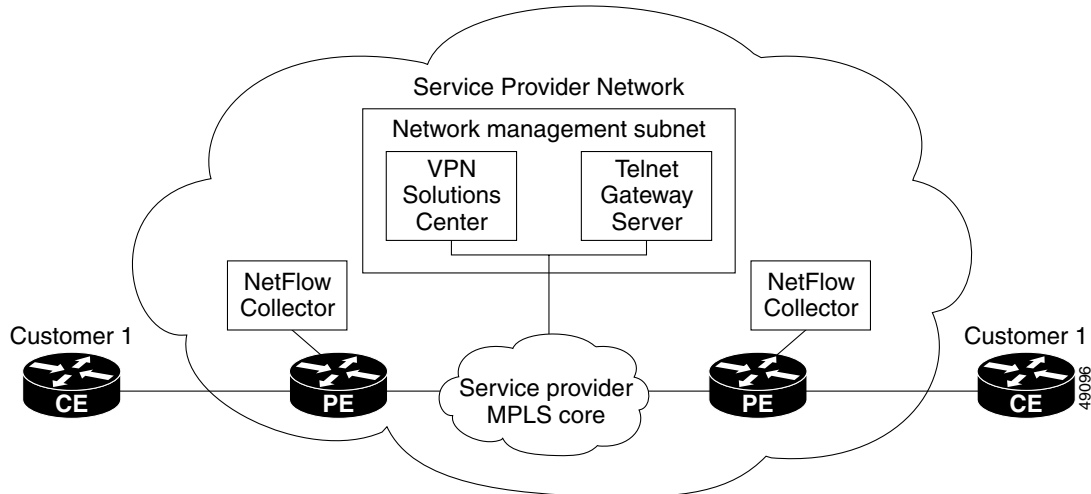 Service Provider Network
Network management subnet
VPN
Solutions
Center
Telnet
Gateway
Server
NetFlow
Collector
NetFlow
Collector
Customer 1
Customer 1
CE
PE
Service provider
MPLS core
PE
CE
49096